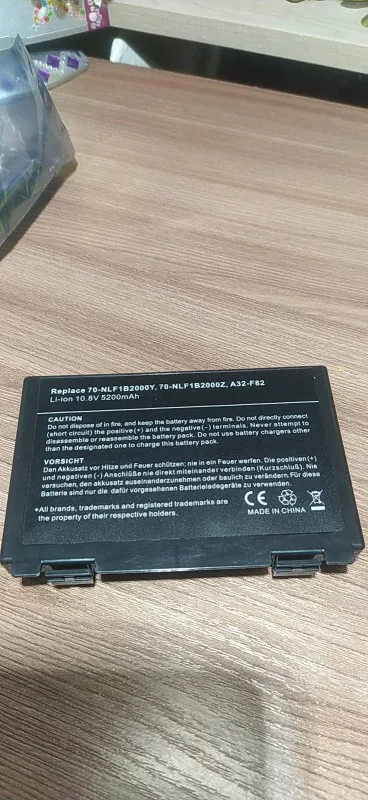 Replace 70-NLF1B2000Y, 70-NLF1B2000Z, A32-F82
Li-ion 10.8V 5200mAh
CAUTION
Do not dispose of in fire, and keep the battery away from fire. Do not directly connect
(short circuit) the positive(+) and the negative(−) terminals. Never attempt to
disassemble or reassemble the battery pack. Do not use battery chargers other
than the designated one to charge this battery pack.
VORSICHT
Den Akkusatz vor Hitze und Feuer schützen; nie in ein Feuer werfen. Die positiven(+)
und negativen(-) Anschlüße nie direkt miteinander verbinden (Kurzschluß). Nie
versuchen, den akkusatz auseinanderzunehmen oder baulich zu verändern. Für diese
Batterie sind nur die dafür vorgesehenen Batterieladegeräte zu verwenden.
*All brands, trademarks and registered trademarks are
the property of their respective holders.
CE
MADE IN CHINA